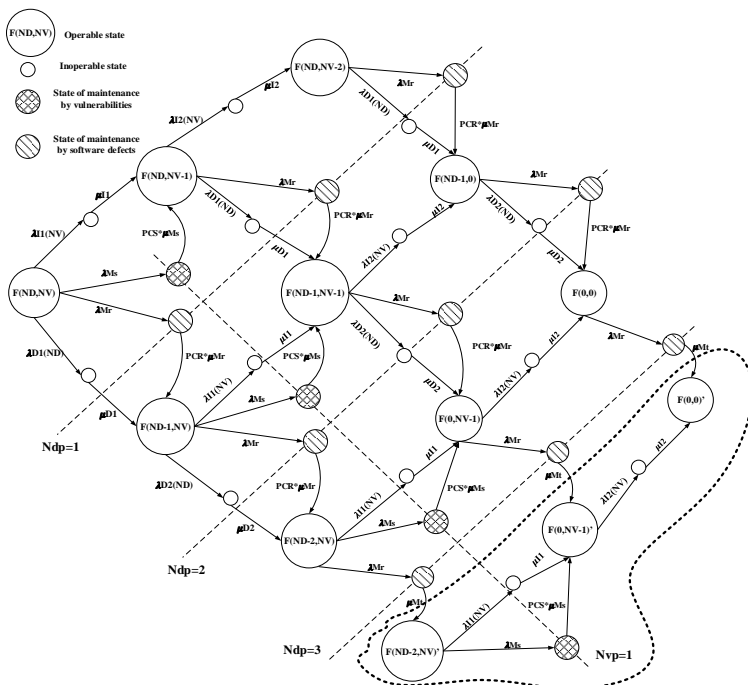 F(ND,NV)
Operable state
Inoperable state
State of maintenance
by vulnerabilities
State of maintenance
by software defects
F(ND,NV-2)
λMr
μI2
λD1(ND)
PCR*μMr
λI2(NV)
μD1
F(ND,NV-1)
λMr
F(ND-1,0)
λMr
μI1
λD1(ND)
PCR*μMr
μI2
λD2(ND)
λI1(NV)
PCS*μMs
μD1
λI2(NV)
PCR*μMr
μD2
λMs
F(ND,NV)
F(ND-1,NV-1)
F(0,0)
λMr
λMr
μI1
λD2(ND)
μI2
λMr
μMt
λD1(ND)
PCR*μMr
PCS*μMs
PCR*μMr
μD2
λI2(NV)
λI1(NV)
F(0,0)'
μD1
λMs
F(ND-1,NV)
F(0,NV-1)
Ndp=1
λMr
λMr
μI1
μI2
μMt
λD2(ND)
PCR*μMr
λI1(NV)
PCS*μMs
λI2(NV)
μD2
λMs
F(0,NV-1)'
F(ND-2,NV)
Ndp=2
λMr
μI1
μMt
λI1(NV)
PCS*μMs
Ndp=3
F(ND-2,NV)'
λMs
Nvp=1